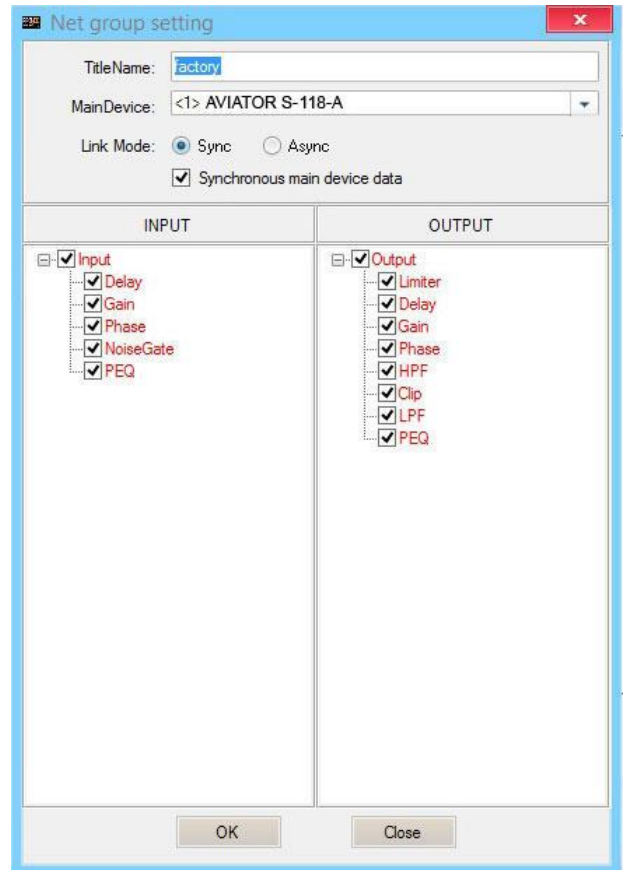 Net group setting
TitleName: factory
MainDevice: <1> AVIATOR S-118-A
Link Mode: Sync Async
Synchronous main device data
INPUT OUTPUT
Input
Delay
Gain
Phase
NoiseGate
PEQ
Output
Limiter
Delay
Gain
Phase
HPF
Clip
LPF
PEQ
OK Close